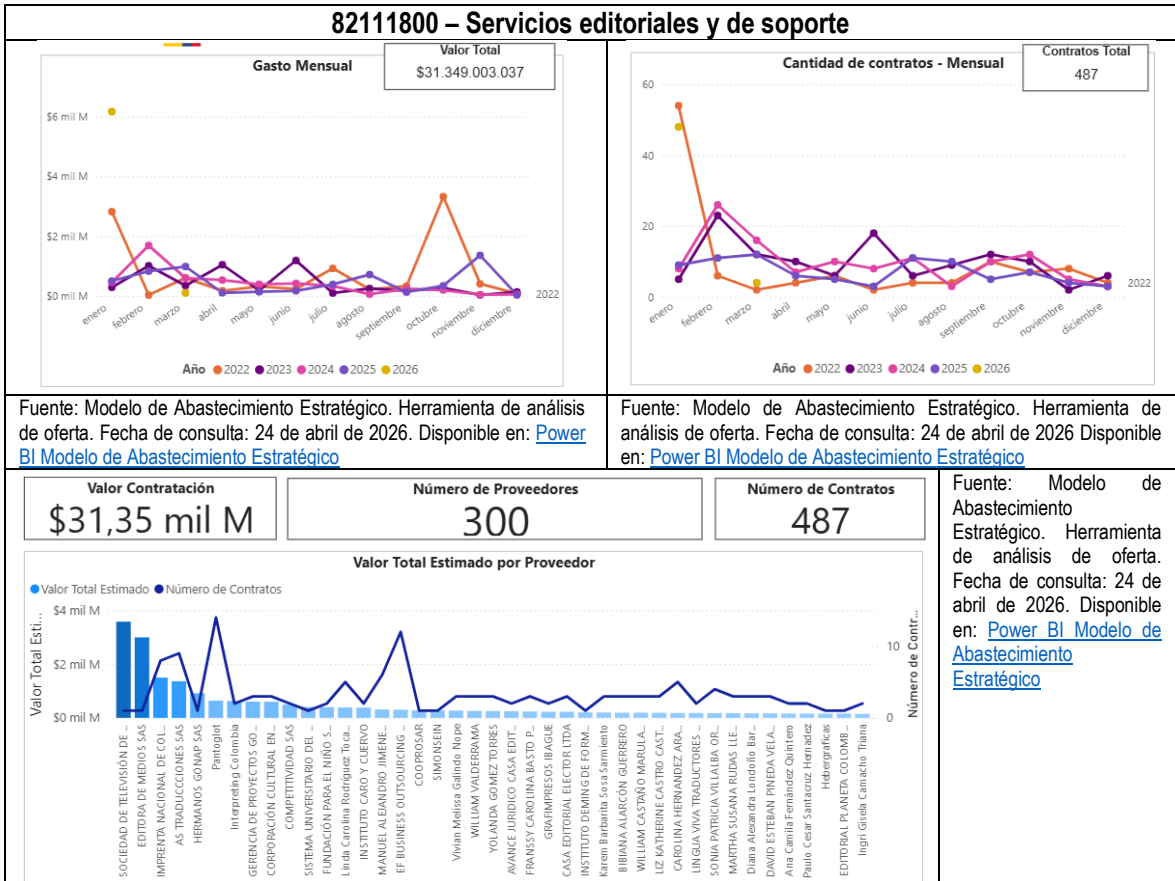 82111800 – Servicios editoriales y de soporte
Gasto Mensual
Valor Total
$31.349.003.037
$6 mil M
$4 mil M
$2 mil M
$0 mil M
2022
enero
febrero
marzo
abril
mayo
junio
julio
agosto
septiembre
octubre
noviembre
diciembre
Año 2022 2023 2024 2025 2026
Cantidad de contratos - Mensual
Contratos Total
487
60
40
20
0
2022
enero
febrero
marzo
abril
mayo
junio
julio
agosto
septiembre
octubre
noviembre
diciembre
Año 2022 2023 2024 2025 2026
Fuente: Modelo de Abastecimiento Estratégico. Herramienta de análisis
de oferta. Fecha de consulta: 24 de abril de 2026. Disponible en: Power
BI Modelo de Abastecimiento Estratégico
Fuente: Modelo de Abastecimiento Estratégico. Herramienta de
análisis de oferta. Fecha de consulta: 24 de abril de 2026 Disponible
en: Power BI Modelo de Abastecimiento Estratégico
Valor Contratación
$31,35 mil M
Número de Proveedores
300
Número de Contratos
487
Valor Total Estimado por Proveedor
Valor Total Estimado Número de Contratos
Valor Total Esti...
$4 mil M
$2 mil M
$0 mil M
10
0
Número de Contr...
SOCIEDAD DE TELEVISIÓN DE ...
EDITORA DE MEDIOS SAS
IMPRENTA NACIONAL DE COL...
AS TRADUCCCIONES SAS
HERMANOS GONAP SAS
Pantoglot
Interpreting Colombia
GERENCIA DE PROYECTOS GO...
CORPORACIÓN CULTURAL EN...
COMPETITIVIDAD SAS
SISTEMA UNIVERSITARIO DEL ...
FUNDACIÓN PARA EL NIÑO S...
Linda Carolina Rodríguez Toca...
INSTITUTO CARO Y CUERVO
MANUEL ALEJANDRO JIMENE...
EF BUSINESS OUTSOURCING ...
COOPROSAR
SIMONSEIN
Vivian Melissa Galindo Nope
WILLIAM VALDERRAMA
YOLANDA GOMEZ TORRES
AVANCE JURIDICO CASA EDIT...
FRANSSY CAROLINA BASTO P...
GRAFIMPRESOS IBAGUE
CASA EDITORIAL ELECTOR LTDA
INSTITUTO DEMING DE FORM...
Karem Barbarita Sosa Sarmiento
BIBIANA ALARCÓN GUERRERO
WILLIAM CASTAÑO MARULA...
LIZ KATHERINE CASTRO CAST...
CAROLINA HERNANDEZ ARA...
LINGUA VIVA TRADUCTORES ...
SONIA PATRICIA VILLALBA OR...
MARTHA SUSANA RUDAS LLE...
Diana Alexandra Londoño Bar...
DAVID ESTEBAN PINEDA VELA...
Ana Camila Fernández Quintero
Paulo Cesar Santacruz Hernadez
Hebergraficas
EDITORIAL PLANETA COLOMB...
Ingri Gisela Camacho Triana
Fuente: Modelo de
Abastecimiento
Estratégico. Herramienta
de análisis de oferta.
Fecha de consulta: 24 de
abril de 2026. Disponible
en: Power BI Modelo de
Abastecimiento
Estratégico